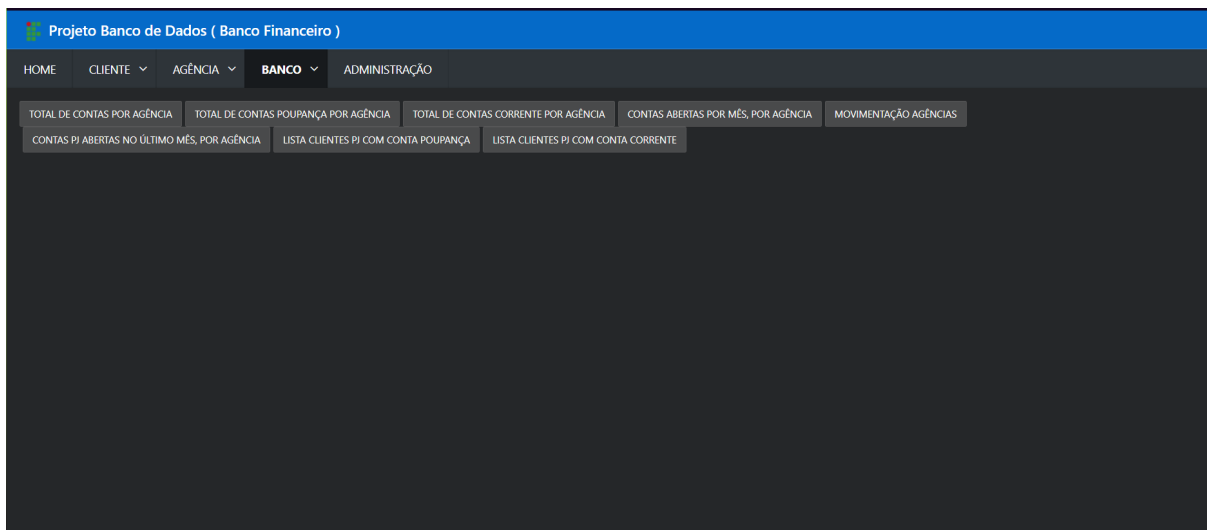 Projeto Banco de Dados ( Banco Financeiro )
HOME CLIENTE AGÊNCIA BANCO ADMINISTRAÇÃO
TOTAL DE CONTAS POR AGÊNCIA TOTAL DE CONTAS POUPANÇA POR AGÊNCIA TOTAL DE CONTAS CORRENTE POR AGÊNCIA CONTAS ABERTAS POR MÊS, POR AGÊNCIA MOVIMENTAÇÃO AGÊNCIAS
CONTAS PJ ABERTAS NO ÚLTIMO MÊS, POR AGÊNCIA LISTA CLIENTES PJ COM CONTA POUPANÇA LISTA CLIENTES PJ COM CONTA CORRENTE